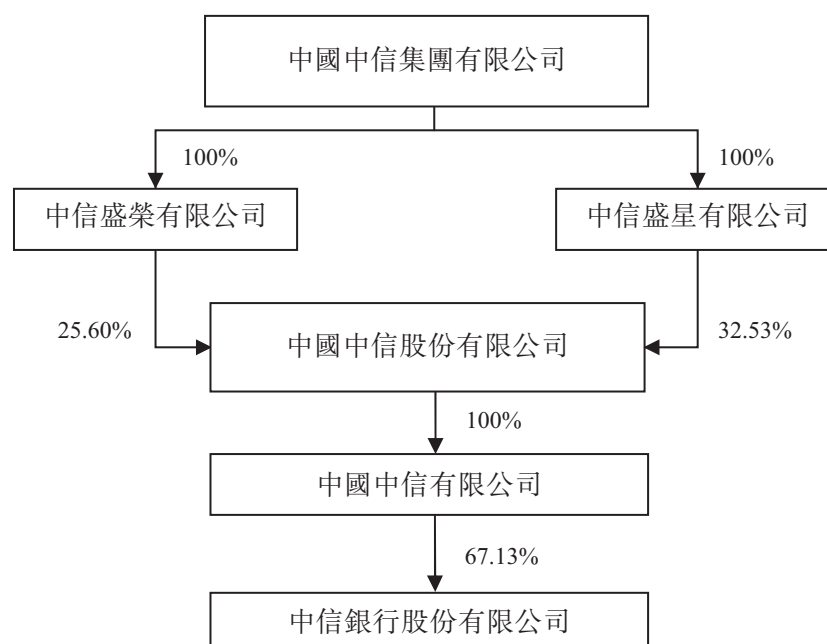 中國中信集團有限公司
100%
100%
中信盛榮有限公司
中信盛星有限公司
25.60%
中國中信股份有限公司
32.53%
100%
中國中信有限公司
67.13%
中信銀行股份有限公司